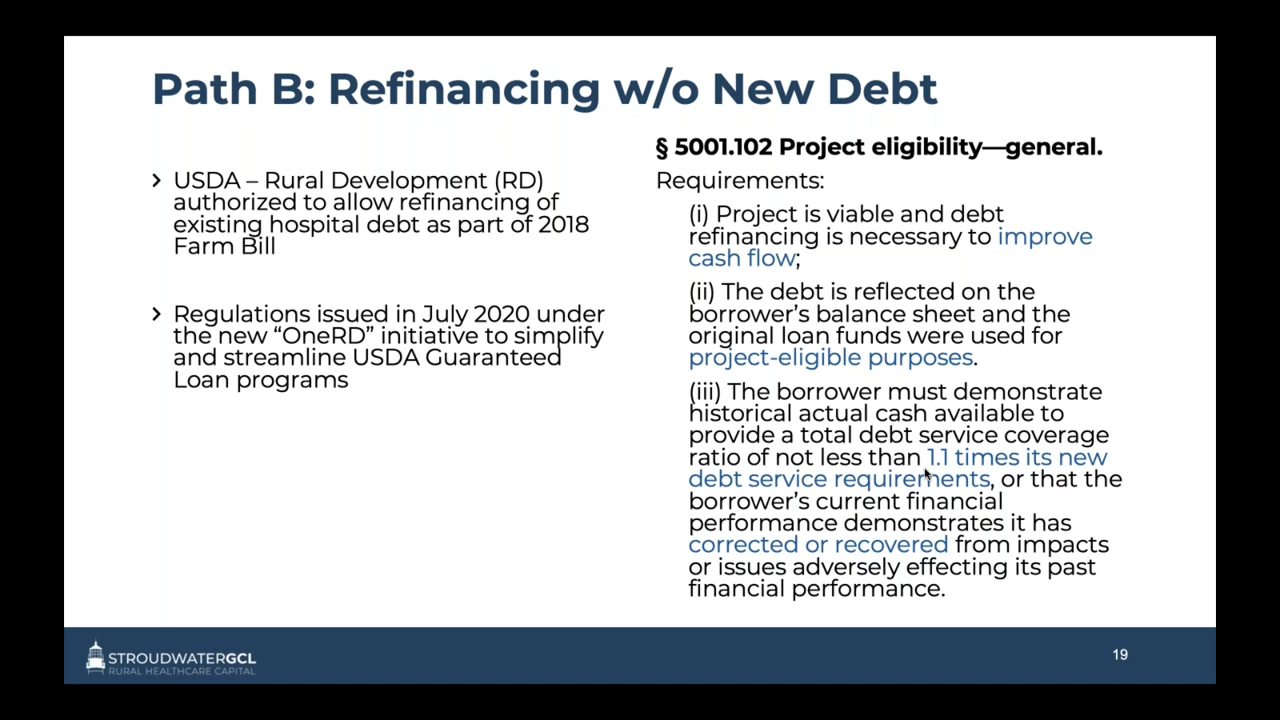 Path B: Refinancing w/o New Debt
USDA – Rural Development (RD)
authorized to allow refinancing of
existing hospital debt as part of 2018
Farm Bill
Regulations issued in July 2020 under
the new “OneRD” initiative to simplify
and streamline USDA Guaranteed
Loan programs
§ 5001.102 Project eligibility—general.
Requirements:
(i) Project is viable and debt
refinancing is necessary to improve
cash flow;
(ii) The debt is reflected on the
borrower’s balance sheet and the
original loan funds were used for
project-eligible purposes.
(iii) The borrower must demonstrate
historical actual cash available to
provide a total debt service coverage
ratio of not less than 1.1 times its new
debt service requirements, or that the
borrower’s current financial
performance demonstrates it has
corrected or recovered from impacts
or issues adversely effecting its past
financial performance.
STROUDWATERGCL
RURAL HEALTHCARE CAPITAL
19